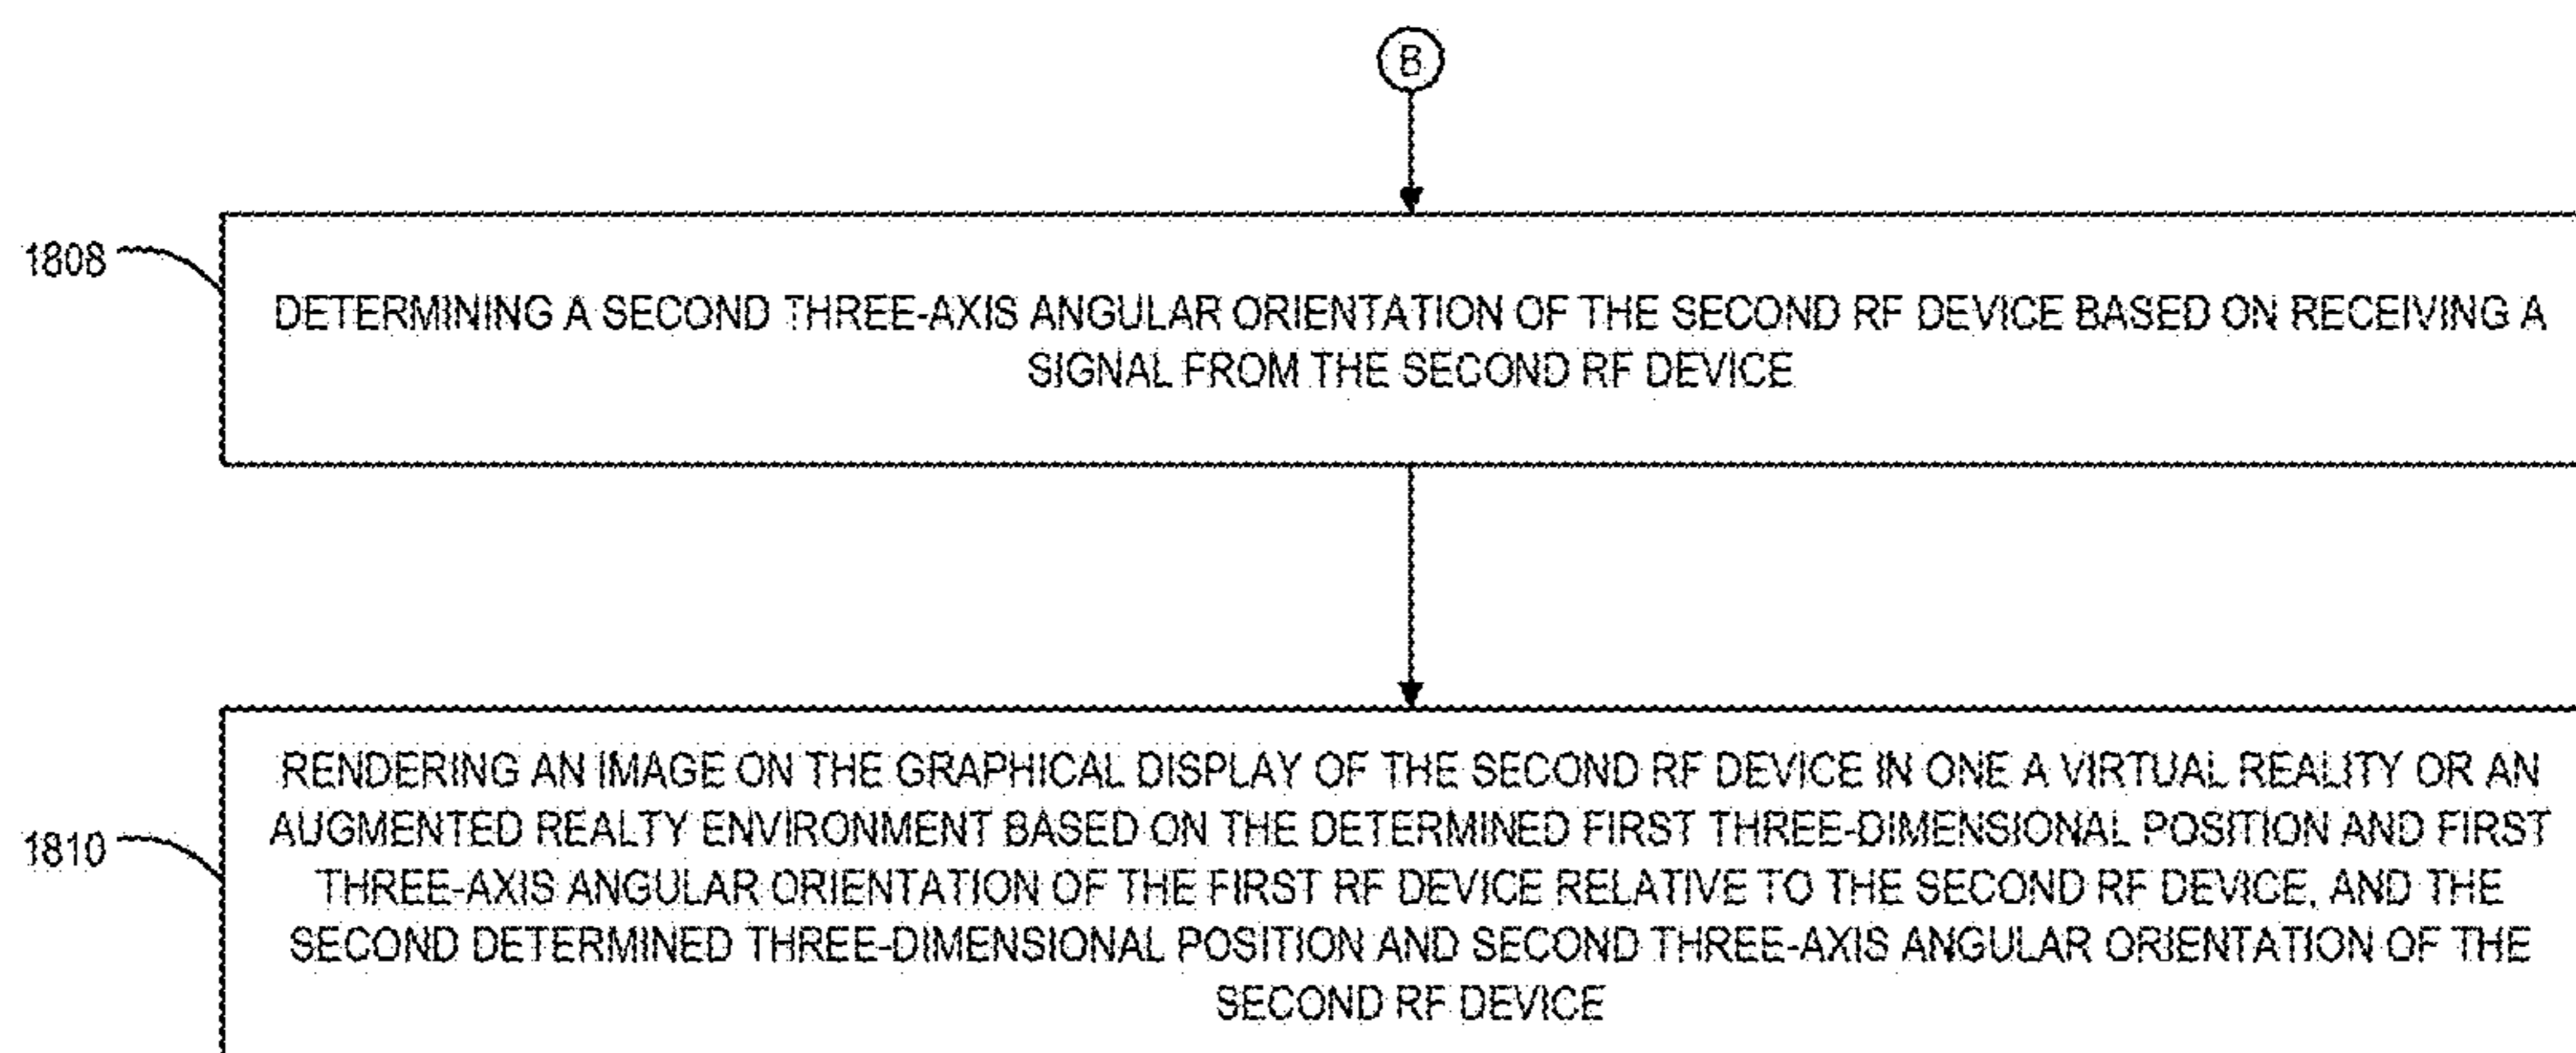 B
1808
DETERMINING A SECOND THREE-AXIS ANGULAR ORIENTATION OF THE SECOND RF DEVICE BASED ON RECEIVING A
SIGNAL FROM THE SECOND RF DEVICE
1810
RENDERING AN IMAGE ON THE GRAPHICAL DISPLAY OF THE SECOND RF DEVICE IN ONE A VIRTUAL REALITY OR AN
AUGMENTED REALTY ENVIRONMENT BASED ON THE DETERMINED FIRST THREE-DIMENSIONAL POSITION AND FIRST
THREE-AXIS ANGULAR ORIENTATION OF THE FIRST RF DEVICE RELATIVE TO THE SECOND RF DEVICE, AND THE
SECOND DETERMINED THREE-DIMENSIONAL POSITION AND SECOND THREE-AXIS ANGULAR ORIENTATION OF THE
SECOND RF DEVICE